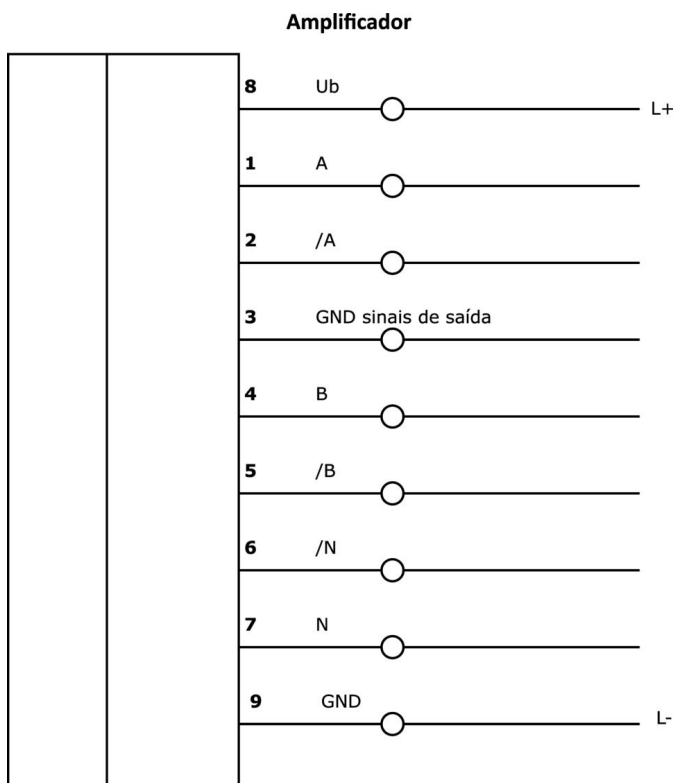 Amplificador
8 Ub
L+
1 A
2 /A
3 GND sinais de saída
4 B
5 /B
6 /N
7 N
9 GND
L-